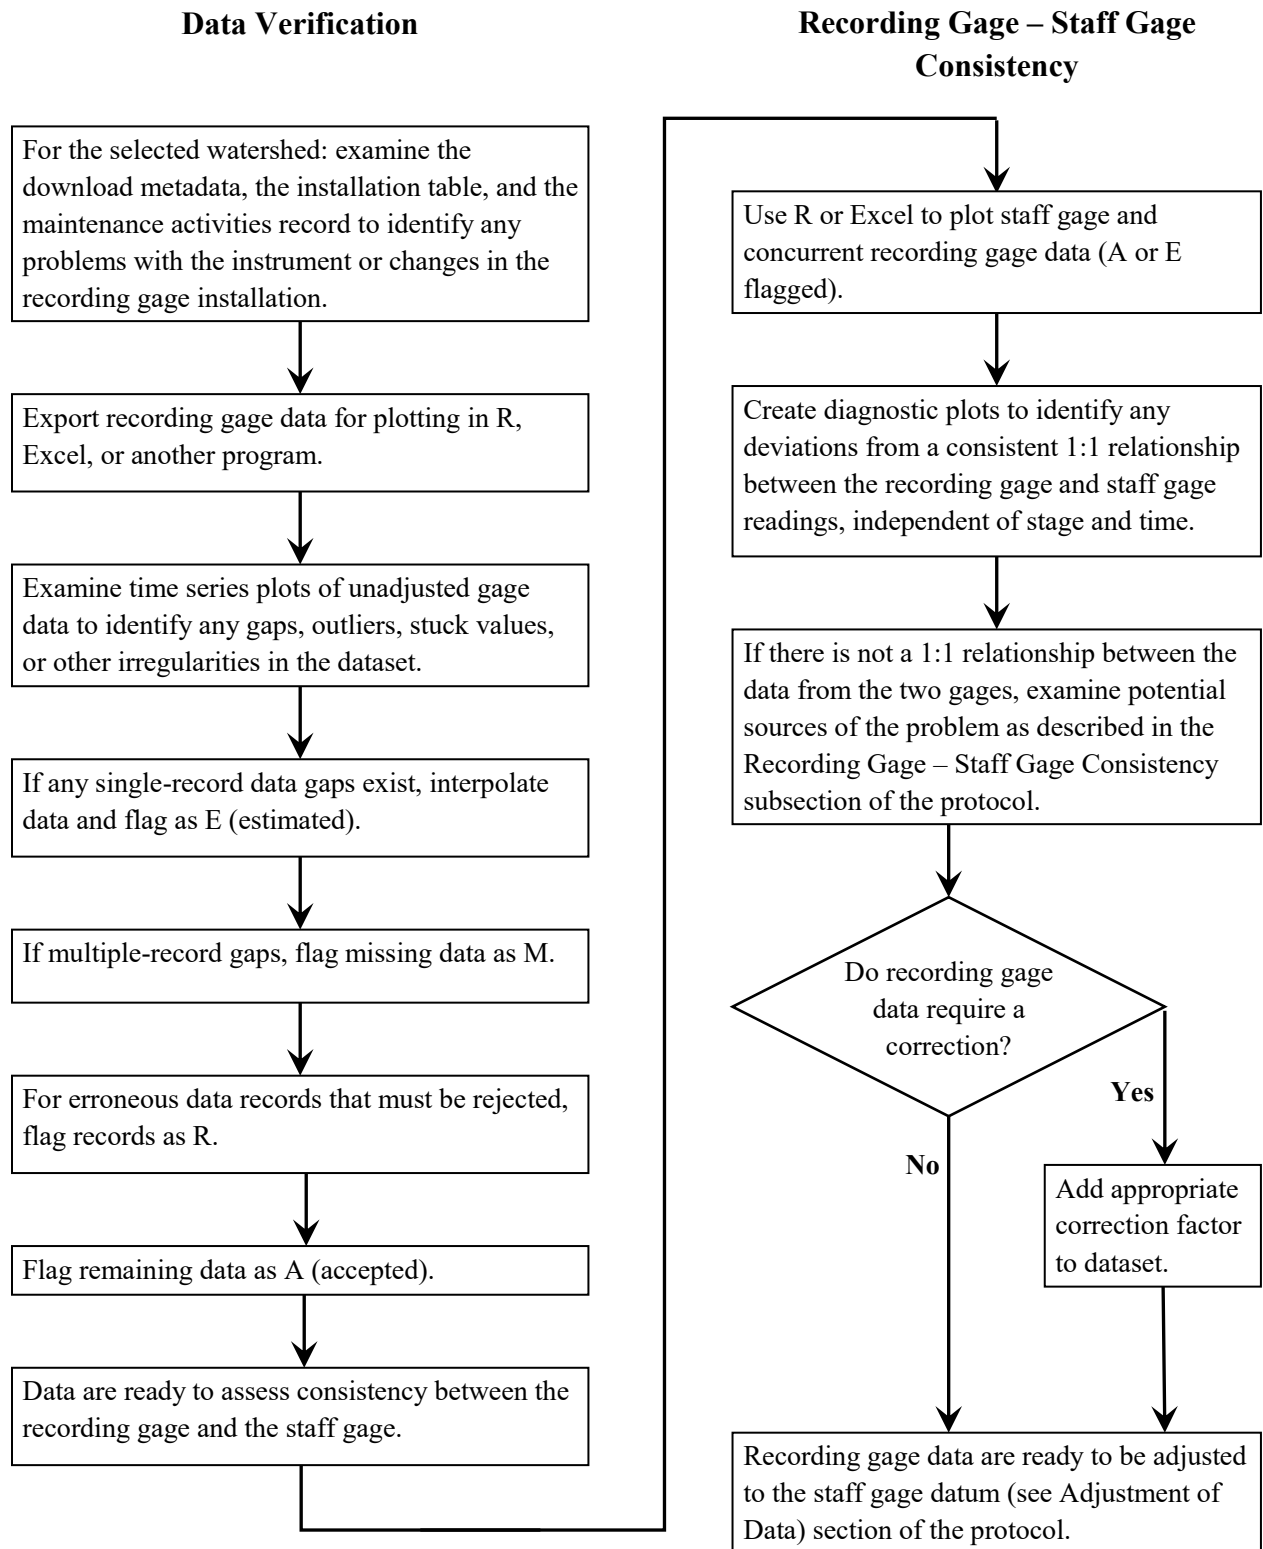 Data Verification
For the selected watershed: examine the
download metadata, the installation table, and the
maintenance activities record to identify any
problems with the instrument or changes in the
recording gage installation.
Export recording gage data for plotting in R,
Excel, or another program.
Examine time series plots of unadjusted gage
data to identify any gaps, outliers, stuck values,
or other irregularities in the dataset.
If any single-record data gaps exist, interpolate
data and flag as E (estimated).
If multiple-record gaps, flag missing data as M.
For erroneous data records that must be rejected,
flag records as R.
Flag remaining data as A (accepted).
Data are ready to assess consistency between the
recording gage and the staff gage.
Recording Gage – Staff Gage
Consistency
Use R or Excel to plot staff gage and
concurrent recording gage data (A or E
flagged).
Create diagnostic plots to identify any
deviations from a consistent 1:1 relationship
between the recording gage and staff gage
readings, independent of stage and time.
If there is not a 1:1 relationship between the
data from the two gages, examine potential
sources of the problem as described in the
Recording Gage – Staff Gage Consistency
subsection of the protocol.
Do recording gage
data require a
correction?
Yes
No
Add appropriate
correction factor
to dataset.
Recording gage data are ready to be adjusted
to the staff gage datum (see Adjustment of
Data) section of the protocol.